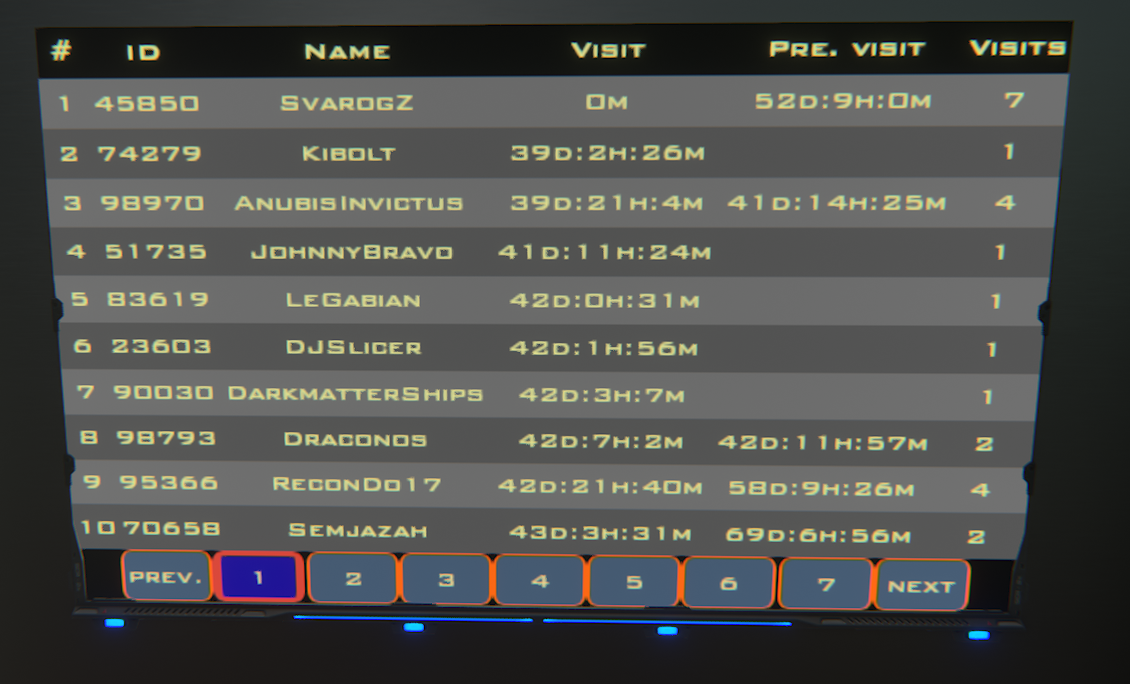 # ID Name Visit Pre. visit Visits
1 45850 SvarogZ 0m 52d:9h:0m 7
2 74279 Kibolt 39d:2h:26m 1
3 98970 AnubisInvictus 39d:21h:4m 41d:14h:25m 4
4 51735 JohnnyBravo 41d:11h:24m 1
5 83619 LeGabian 42d:0h:31m 1
6 23603 DJSlicer 42d:1h:56m 1
7 90030 DarkmatterShips 42d:3h:7m 1
8 98793 Draconos 42d:7h:2m 42d:11h:57m 2
9 95366 ReconDo17 42d:21h:40m 58d:9h:26m 4
10 70658 Semjazah 43d:3h:31m 69d:6h:56m 2
PREV. 1 2 3 4 5 6 7 NEXT